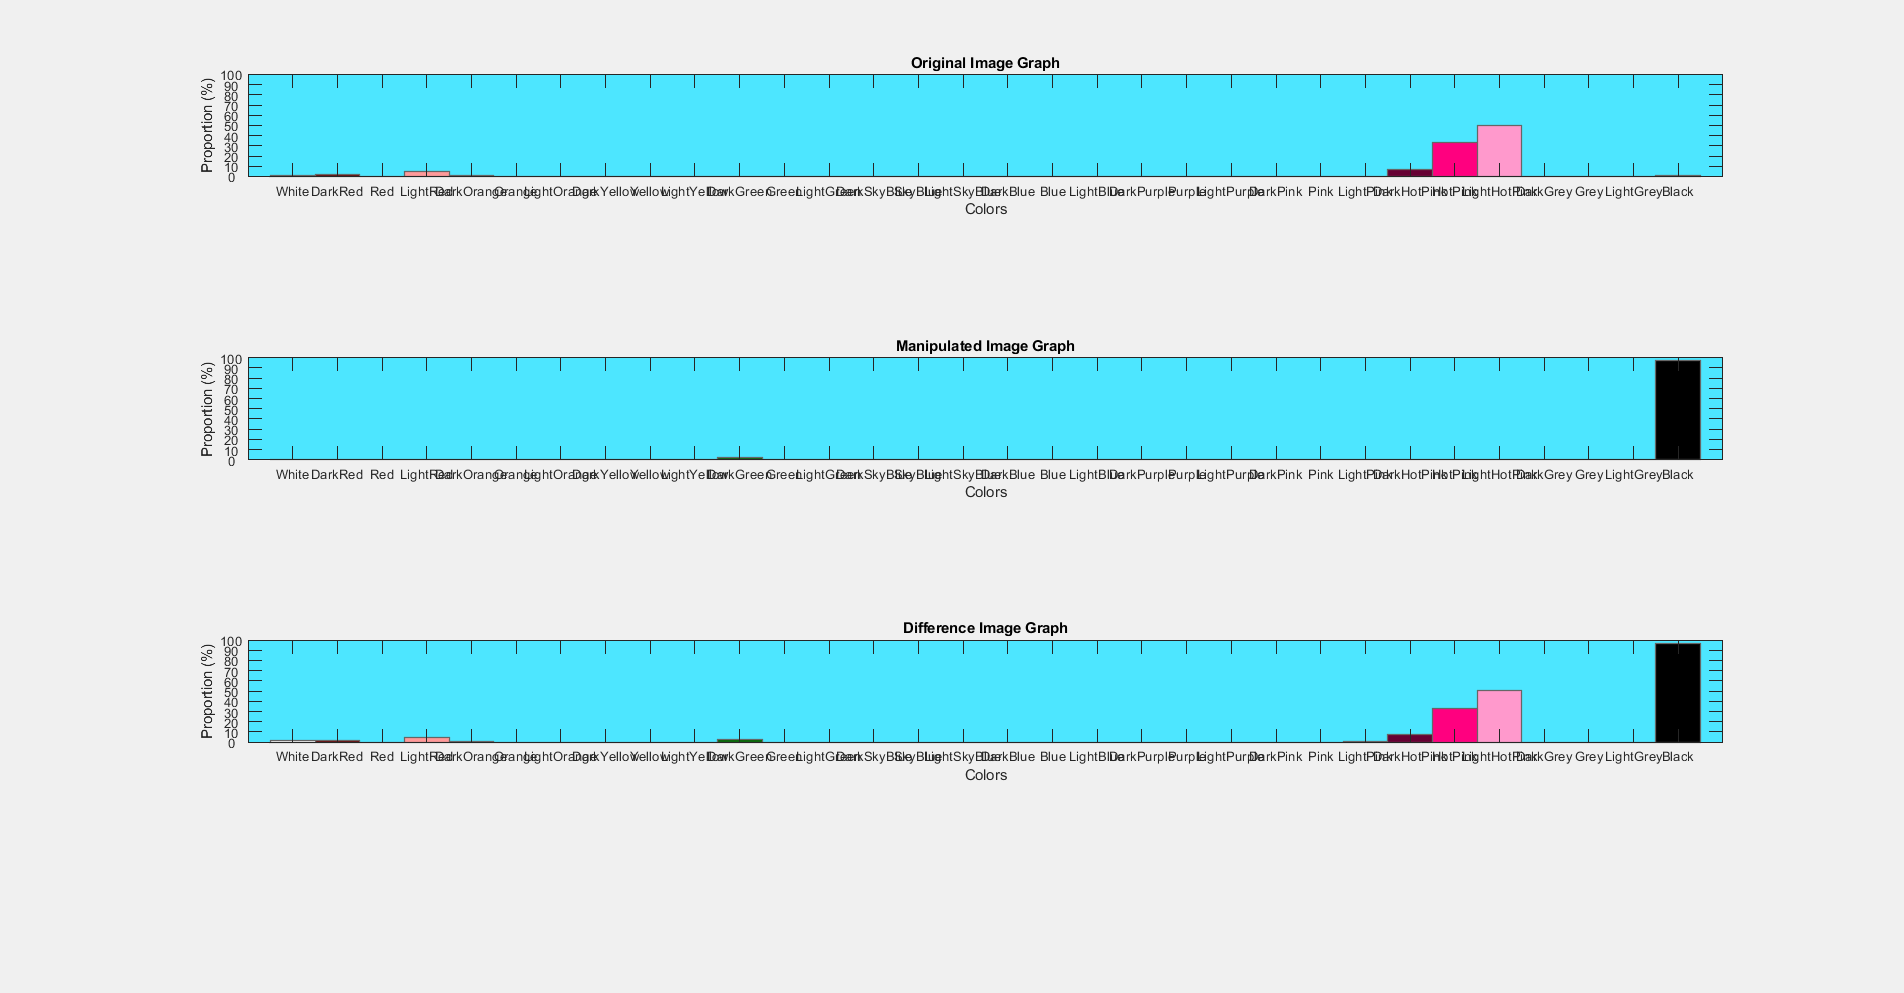 Original Image Graph
Proportion (%)
100
90
80
70
60
50
40
30
20
10
0
White DarkRed Red LightRed DarkOrange Orange LightOrange DarkYellow Yellow LightYellow DarkGreen Green LightGreen DarkSkyBlue SkyBlue LightSkyBlue DarkBlue Blue LightBlue DarkPurple Purple LightPurple DarkPink Pink LightPink DarkHotPink HotPink LightHotPink DarkGrey Grey LightGrey Black
Colors
Manipulated Image Graph
Proportion (%)
100
90
80
70
60
50
40
30
20
10
0
White DarkRed Red LightRed DarkOrange Orange LightOrange DarkYellow Yellow LightYellow DarkGreen Green LightGreen DarkSkyBlue SkyBlue LightSkyBlue DarkBlue Blue LightBlue DarkPurple Purple LightPurple DarkPink Pink LightPink DarkHotPink HotPink LightHotPink DarkGrey Grey LightGrey Black
Colors
Difference Image Graph
Proportion (%)
100
90
80
70
60
50
40
30
20
10
0
White DarkRed Red LightRed DarkOrange Orange LightOrange DarkYellow Yellow LightYellow DarkGreen Green LightGreen DarkSkyBlue SkyBlue LightSkyBlue DarkBlue Blue LightBlue DarkPurple Purple LightPurple DarkPink Pink LightPink DarkHotPink HotPink LightHotPink DarkGrey Grey LightGrey Black
Colors